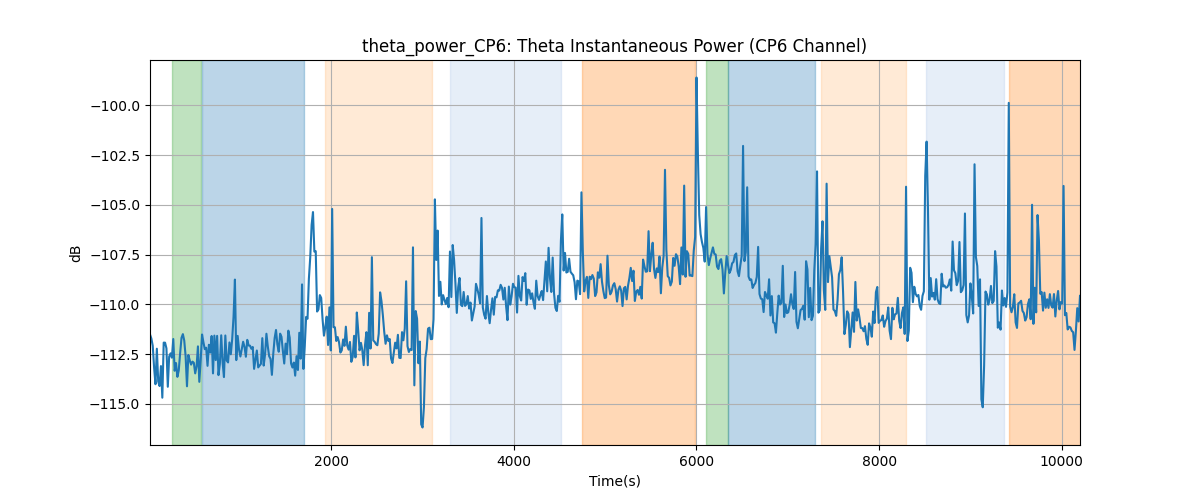 theta_power_CP6: Theta Instantaneous Power (CP6 Channel)
dB
−100.0
−102.5
−105.0
−107.5
−110.0
−112.5
−115.0
2000 4000 6000 8000 10000
Time(s)